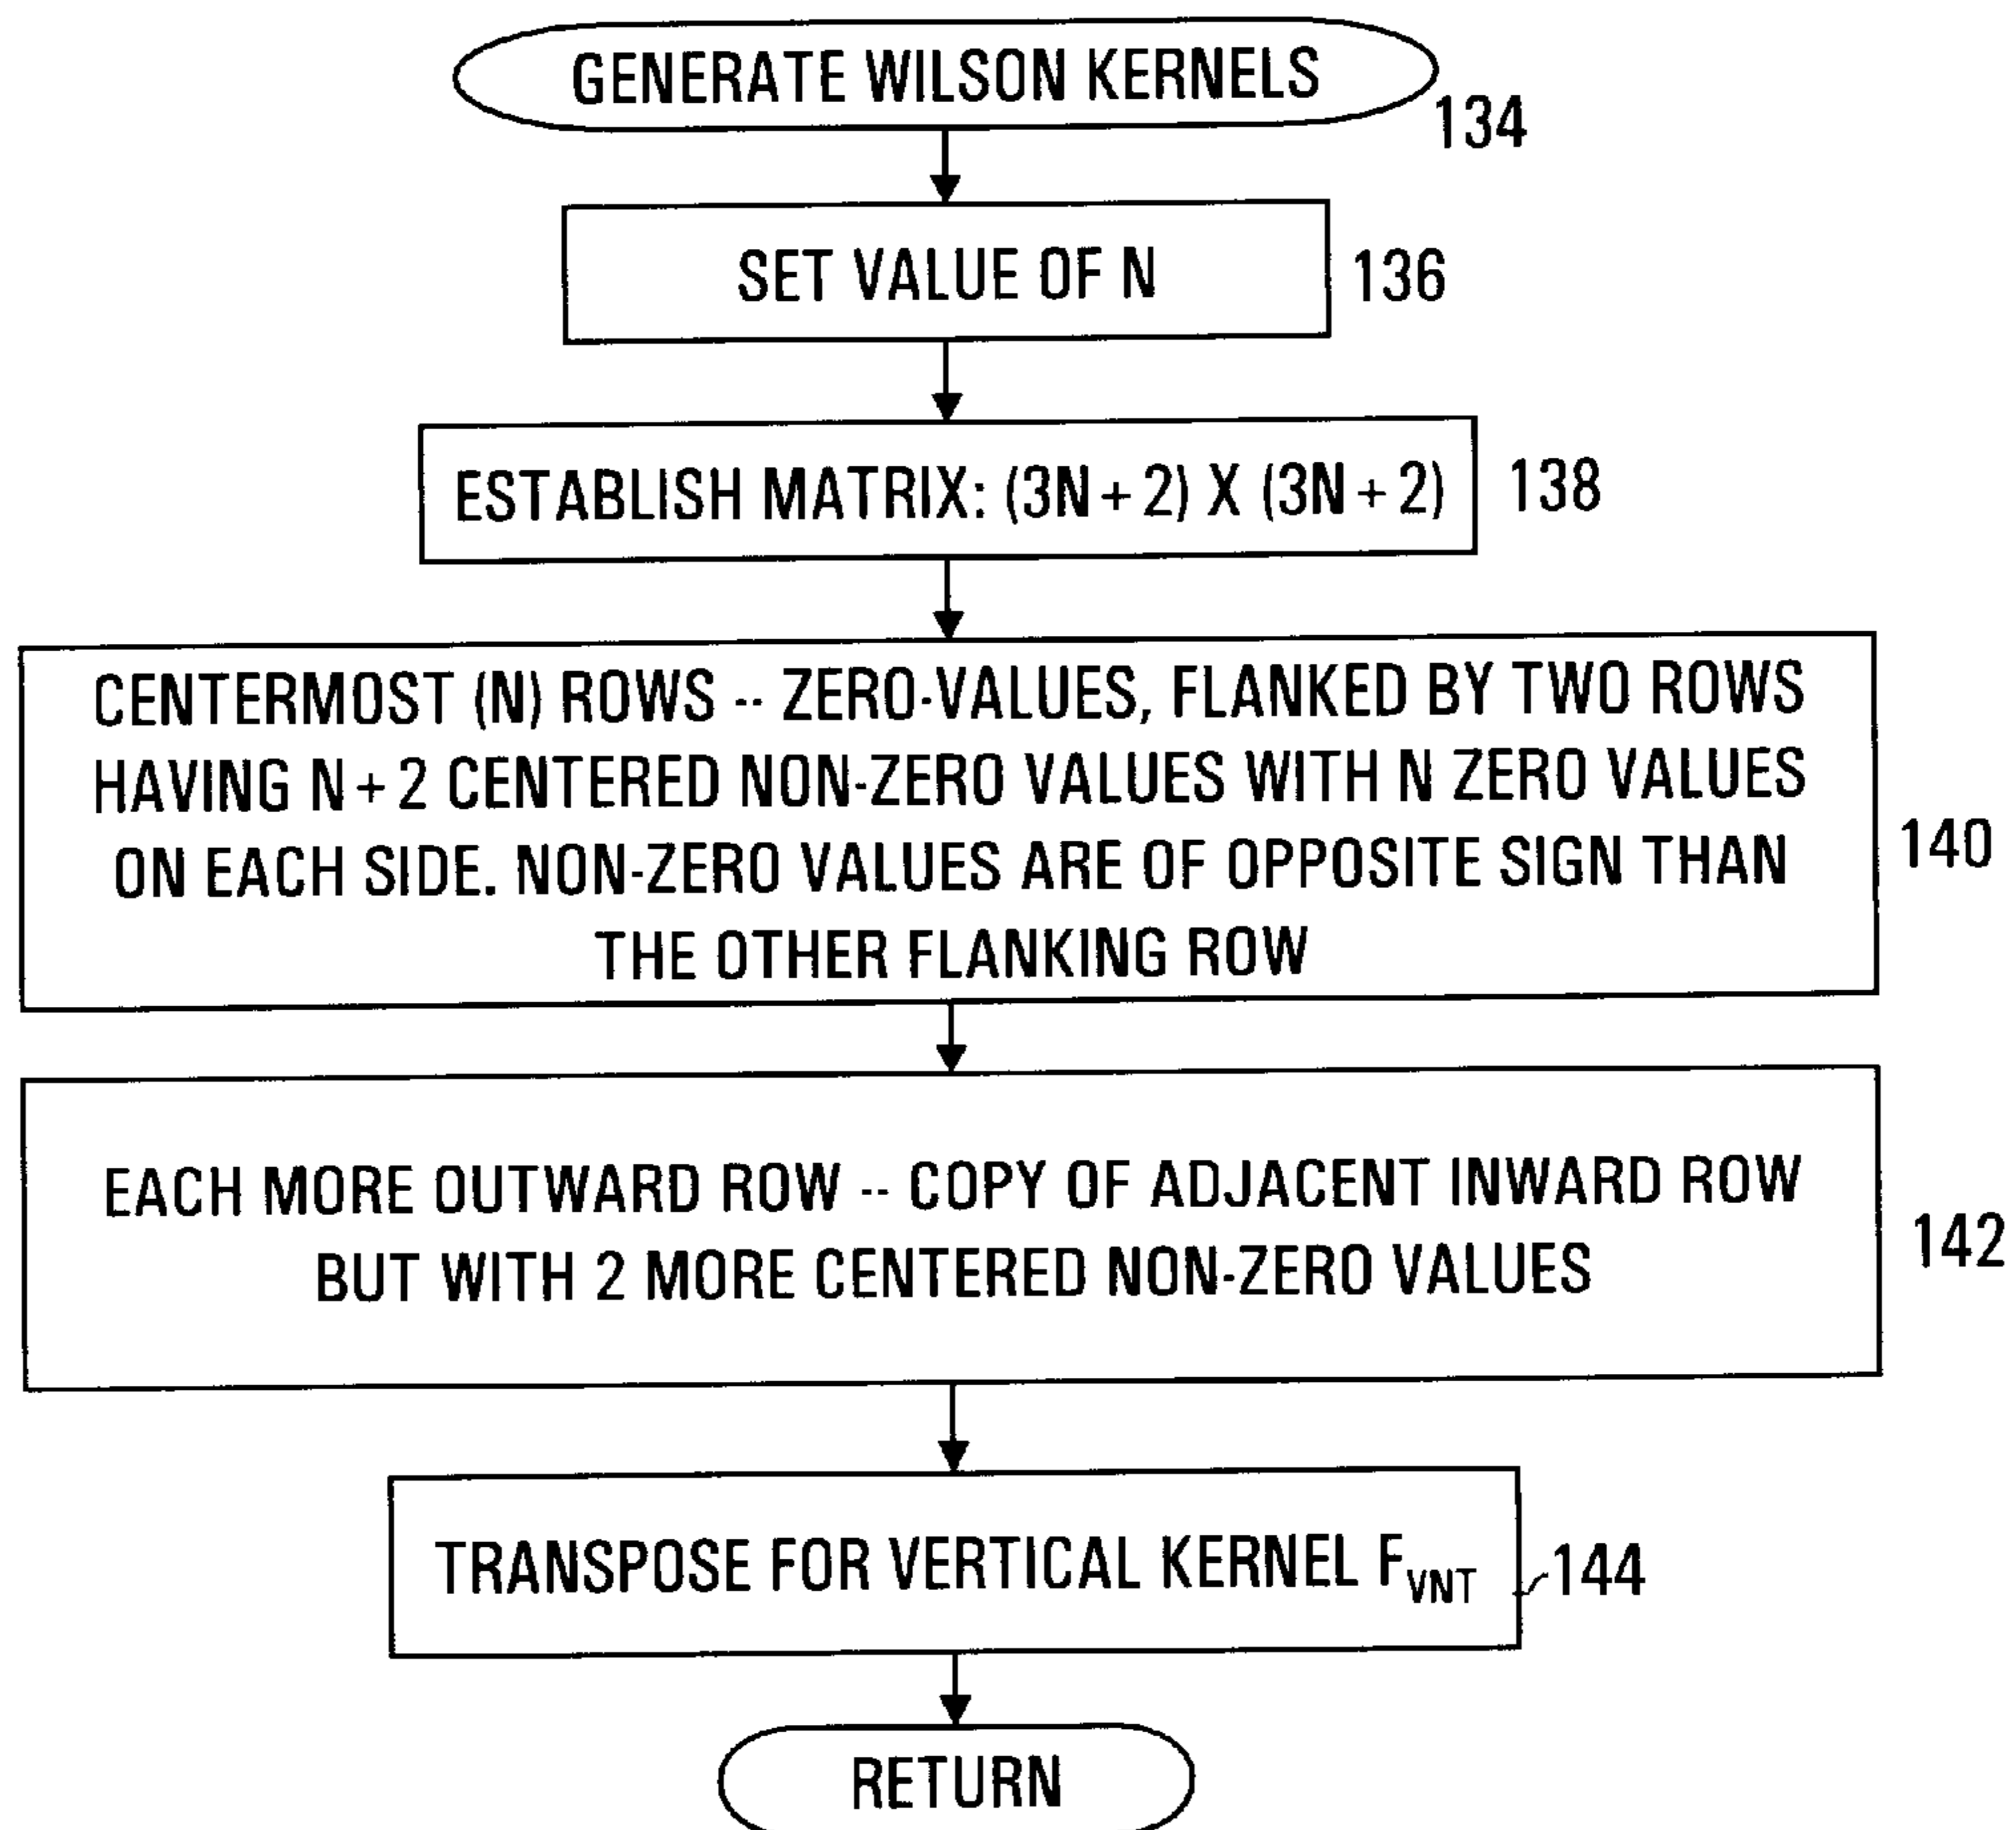 GENERATE WILSON KERNELS
134
SET VALUE OF N
136
ESTABLISH MATRIX: (3N + 2) X (3N + 2)
138
CENTERMOST (N) ROWS -- ZERO-VALUES, FLANKED BY TWO ROWS
HAVING N + 2 CENTERED NON-ZERO VALUES WITH N ZERO VALUES
ON EACH SIDE. NON-ZERO VALUES ARE OF OPPOSITE SIGN THAN
THE OTHER FLANKING ROW
140
EACH MORE OUTWARD ROW -- COPY OF ADJACENT INWARD ROW
BUT WITH 2 MORE CENTERED NON-ZERO VALUES
142
TRANSPOSE FOR VERTICAL KERNEL FVNT
144
RETURN